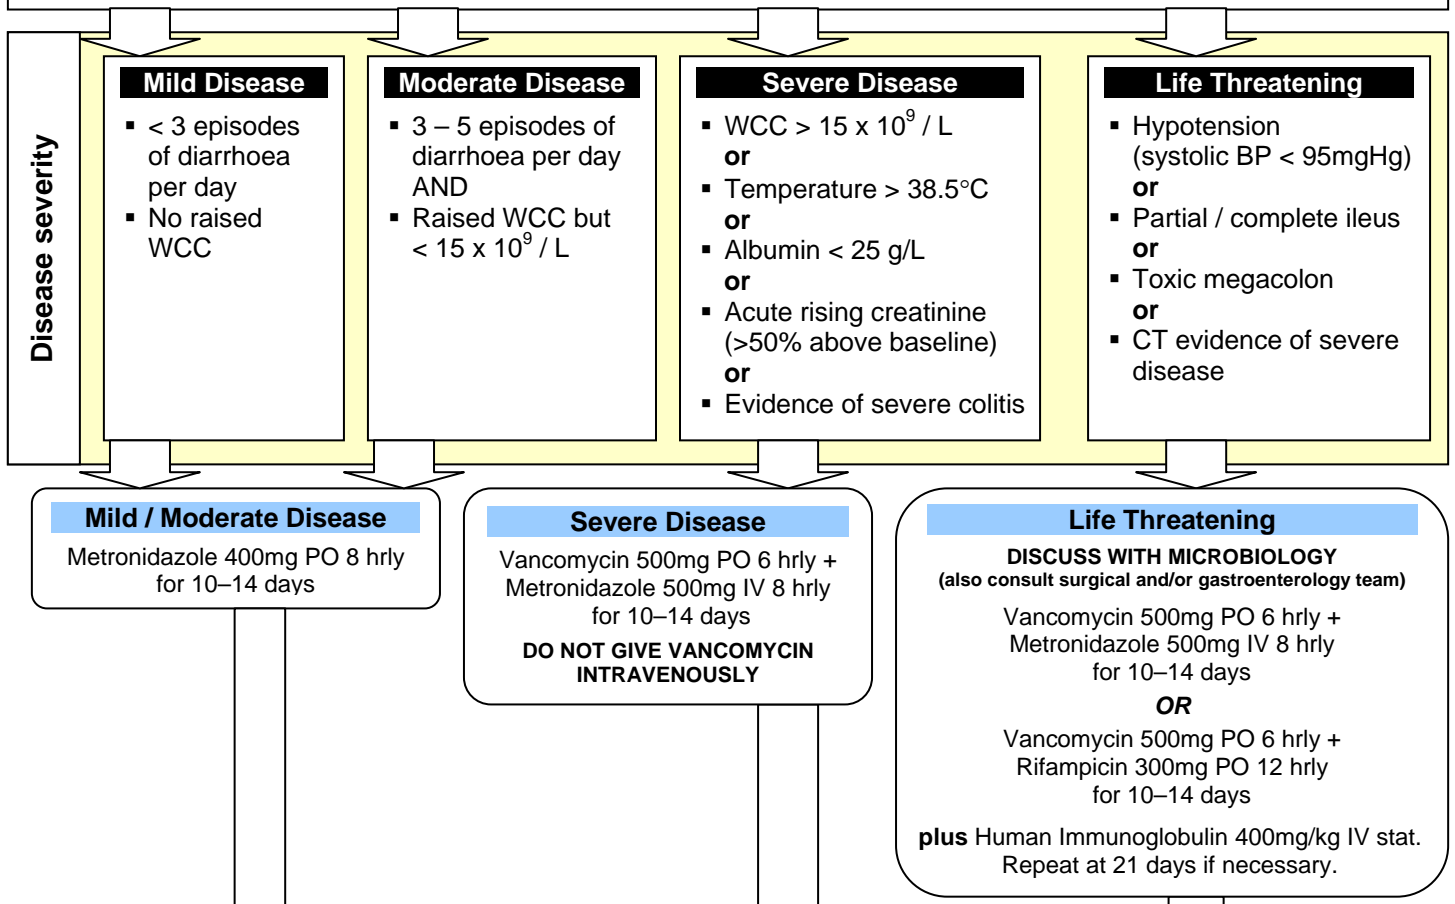 Disease severity
Mild Disease
▪ < 3 episodes
of diarrhoea
per day
▪ No raised
WCC
Moderate Disease
▪ 3 – 5 episodes of
diarrhoea per day
AND
▪ Raised WCC but
< 15 x 10⁹ / L
Severe Disease
▪ WCC > 15 x 10⁹ / L
or
▪ Temperature > 38.5°C
or
▪ Albumin < 25 g/L
or
▪ Acute rising creatinine
(>50% above baseline)
or
▪ Evidence of severe colitis
Life Threatening
▪ Hypotension
(systolic BP < 95mgHg)
or
▪ Partial / complete ileus
or
▪ Toxic megacolon
or
▪ CT evidence of severe
disease
Mild / Moderate Disease
Metronidazole 400mg PO 8 hrly
for 10–14 days
Severe Disease
Vancomycin 500mg PO 6 hrly +
Metronidazole 500mg IV 8 hrly
for 10–14 days
DO NOT GIVE VANCOMYCIN
INTRAVENOUSLY
Life Threatening
DISCUSS WITH MICROBIOLOGY
(also consult surgical and/or gastroenterology team)
Vancomycin 500mg PO 6 hrly +
Metronidazole 500mg IV 8 hrly
for 10–14 days
OR
Vancomycin 500mg PO 6 hrly +
Rifampicin 300mg PO 12 hrly
for 10–14 days
plus Human Immunoglobulin 400mg/kg IV stat.
Repeat at 21 days if necessary.